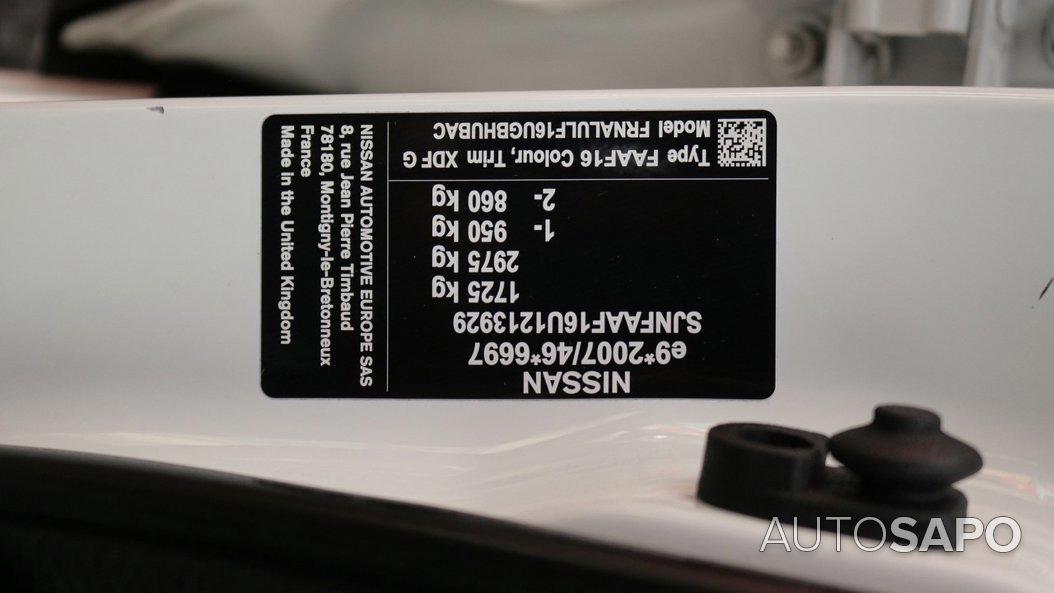 NISSAN
e9*2007/46*6697
SJNFAAF16U1213929
1725 kg
2975 kg
1- 950 kg
2- 860 kg
Type FAAF16 Colour, Trim XDF G
Model FRNALULF16UGBHUBAC
NISSAN AUTOMOTIVE EUROPE SAS
8, rue Jean Pierre Timbaud
78180, Montigny-le-Bretonneux
France
Made in the United Kingdom
AUTOSAPO